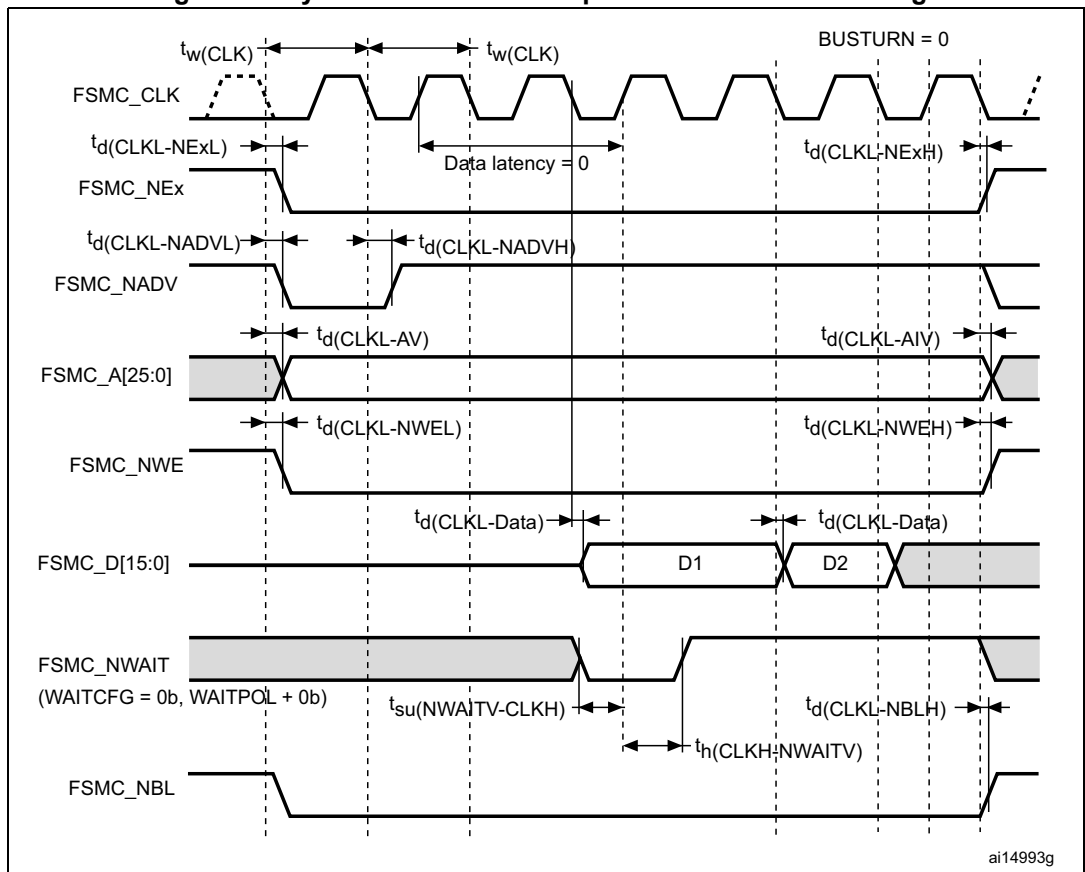 BUSTURN = 0
tw(CLK)
tw(CLK)
FSMC_CLK
Data latency = 0
td(CLKL-NExL)
td(CLKL-NExH)
FSMC_NEx
td(CLKL-NADVL)
td(CLKL-NADVH)
FSMC_NADV
td(CLKL-AV)
td(CLKL-AIV)
FSMC_A[25:0]
td(CLKL-NWEL)
td(CLKL-NWEH)
FSMC_NWE
td(CLKL-Data)
td(CLKL-Data)
FSMC_D[15:0]
D1
D2
FSMC_NWAIT
(WAITCFG = 0b, WAITPOL + 0b)
tsu(NWAITV-CLKH)
td(CLKL-NBLH)
th(CLKH-NWAITV)
FSMC_NBL
ai14993g